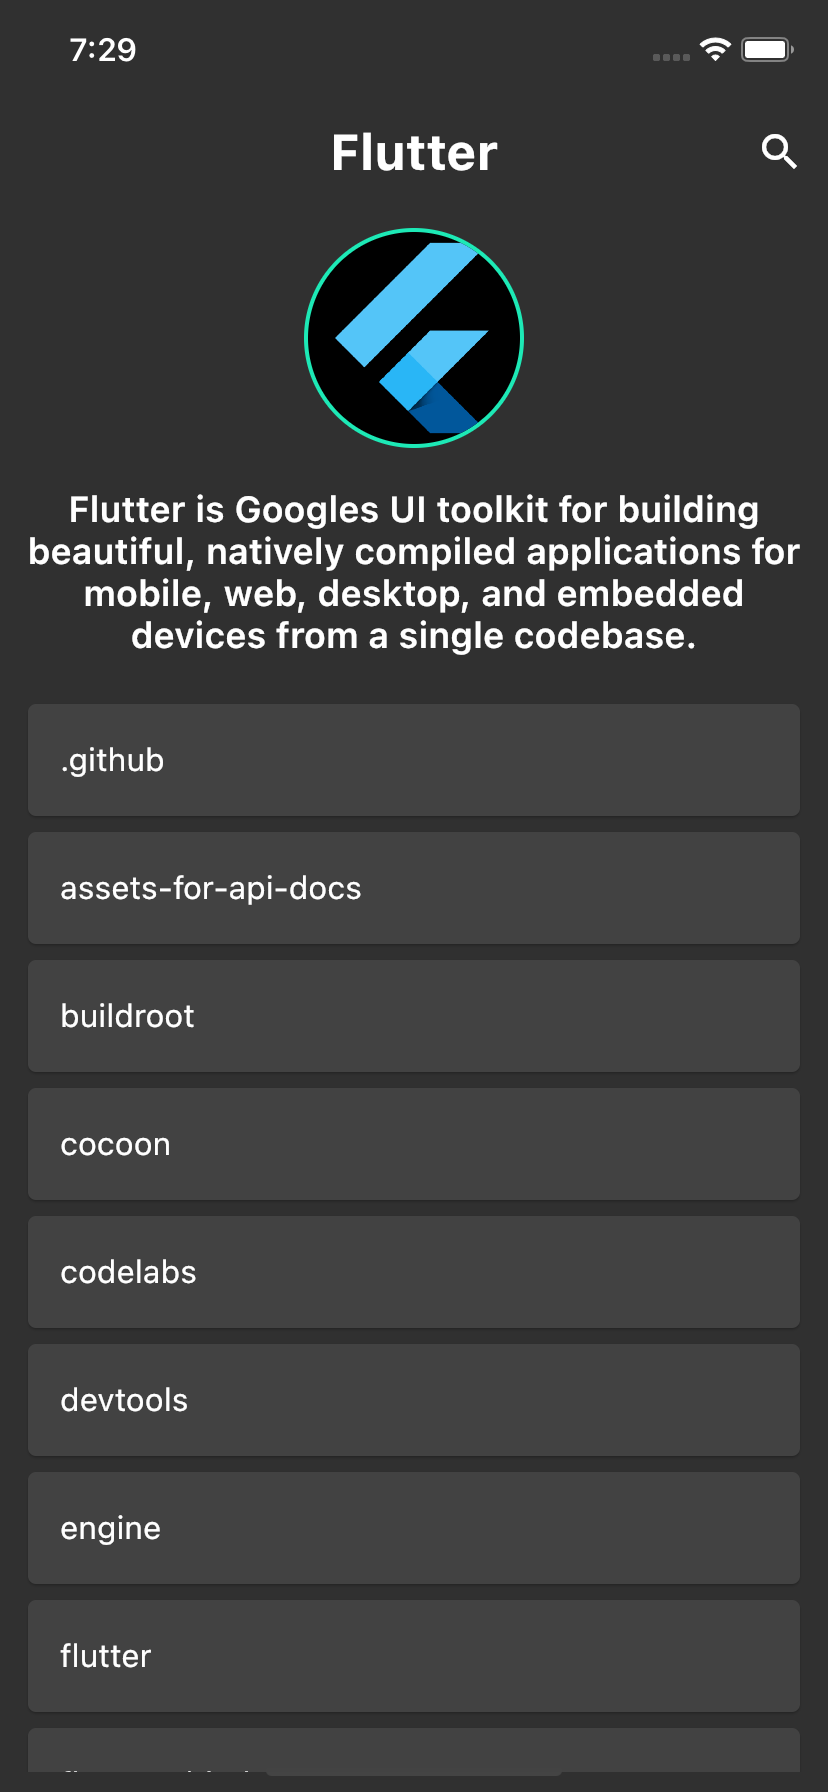 7:29
Flutter
Flutter is Googles UI toolkit for building
beautiful, natively compiled applications for
mobile, web, desktop, and embedded
devices from a single codebase.
.github
assets-for-api-docs
buildroot
cocoon
codelabs
devtools
engine
flutter